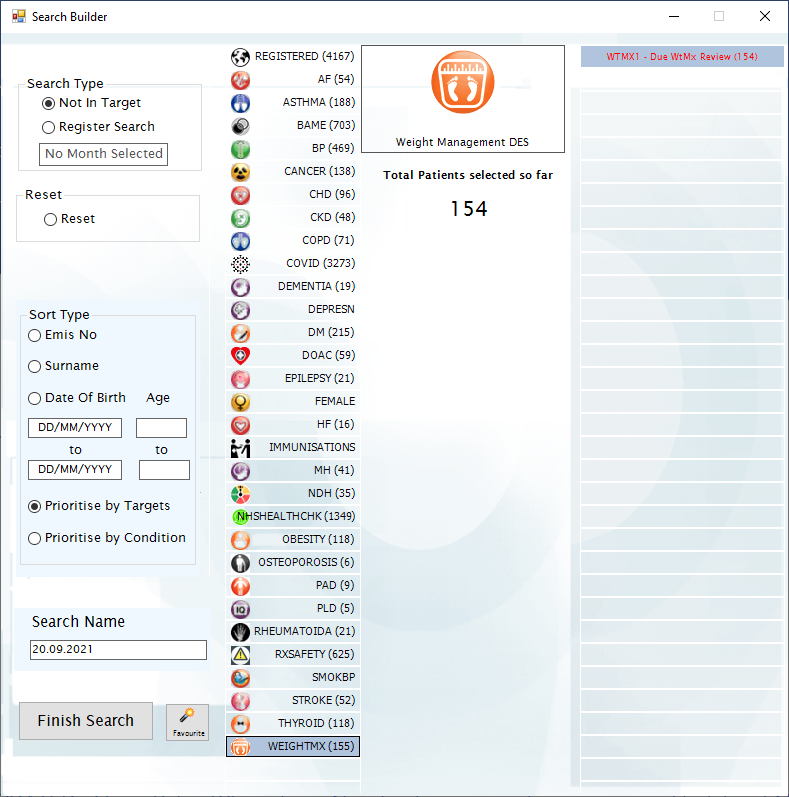 Search Builder
Search Type
Not In Target
Register Search
No Month Selected
Reset
Reset
Sort Type
Emis No
Surname
Date Of Birth Age
DD/MM/YYYY
to to
DD/MM/YYYY
Prioritise by Targets
Prioritise by Condition
Search Name
20.09.2021
Finish Search
Favourite
REGISTERED (4167)
AF (54)
ASTHMA (188)
BAME (703)
BP (469)
CANCER (138)
CHD (96)
CKD (48)
COPD (71)
COVID (3273)
DEMENTIA (19)
DEPRESN
DM (215)
DOAC (59)
EPILEPSY (21)
FEMALE
HF (16)
IMMUNISATIONS
MH (41)
NDH (35)
NHSHEALTHCHK (1349)
OBESITY (118)
OSTEOPOROSIS (6)
PAD (9)
IQ PLD (5)
RHEUMATOIDA (21)
RXSAFETY (625)
SMOKBP
STROKE (52)
THYROID (118)
WEIGHTMX (155)
Weight Management DES
Total Patients selected so far
154
WTMX1 - Due WtMx Review (154)